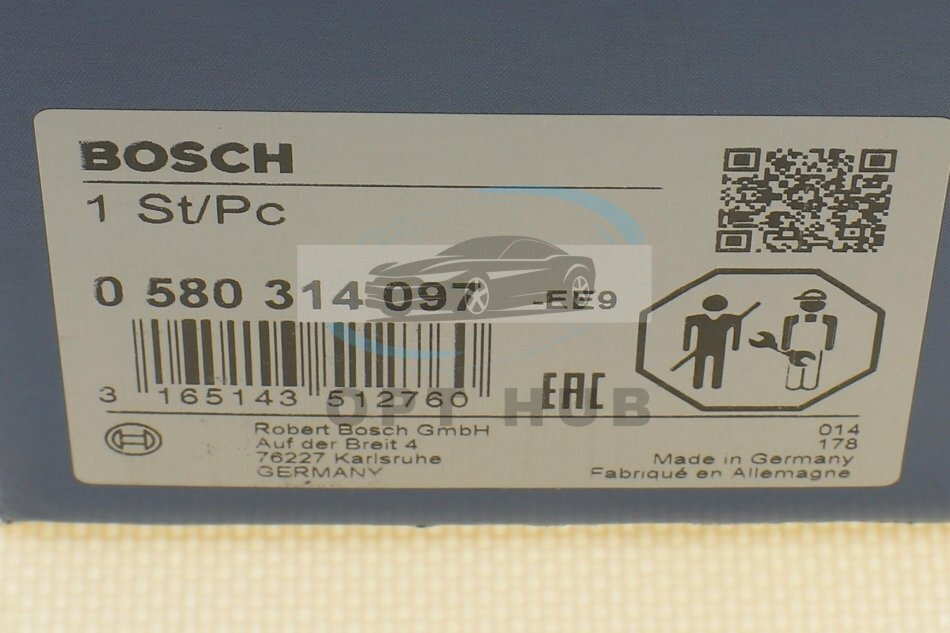 BOSCH
1 St/Pc
0 580 314 097 -EE9
3 165143 512760
EAC
OPT HUB
Robert Bosch GmbH
Auf der Breit 4
76227 Karlsruhe
GERMANY
014
178
Made in Germany
Fabriqué en Allemagne